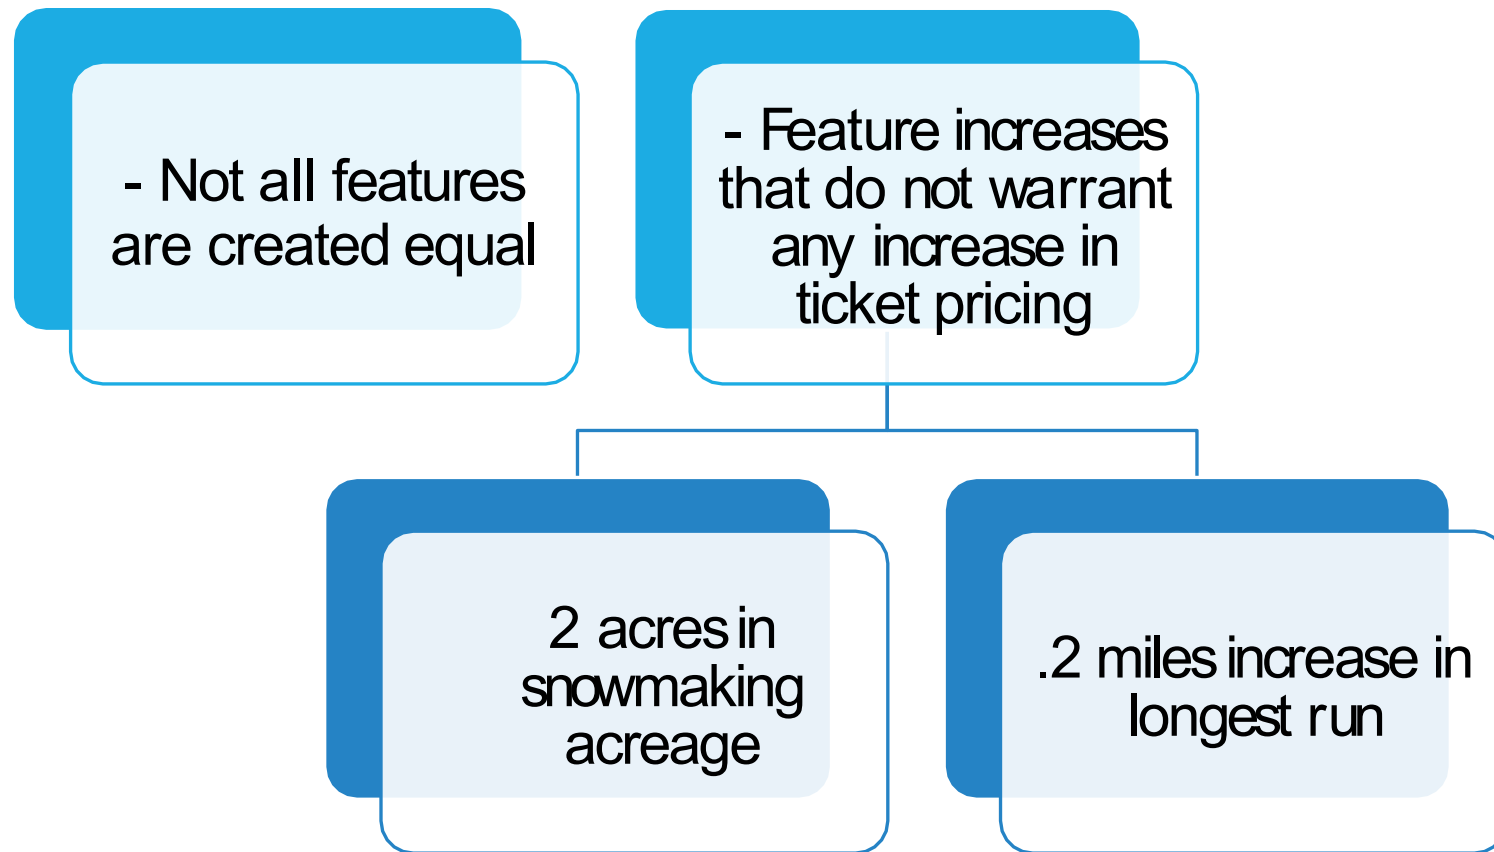 - Not all features
are created equal
- Feature increases
that do not warrant
any increase in
ticket pricing
2 acres in
snowmaking
acreage
.2 miles increase in
longest run